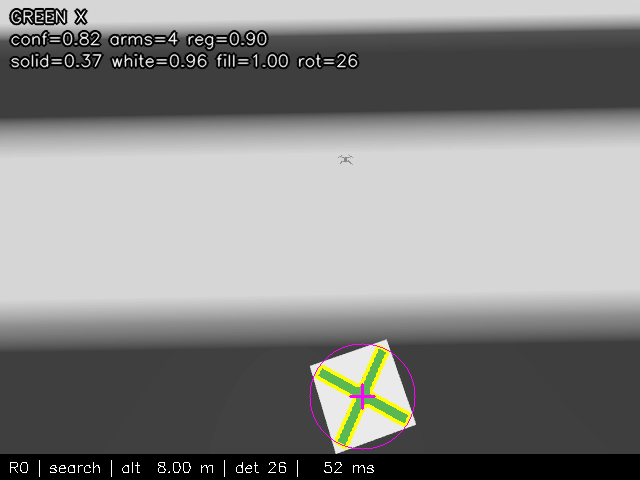 GREEN X
conf=0.82 arms=4 reg=0.90
solid=0.37 white=0.96 fill=1.00 rot=26
R0 | search | alt 8.00 m | det 26 | 52 ms